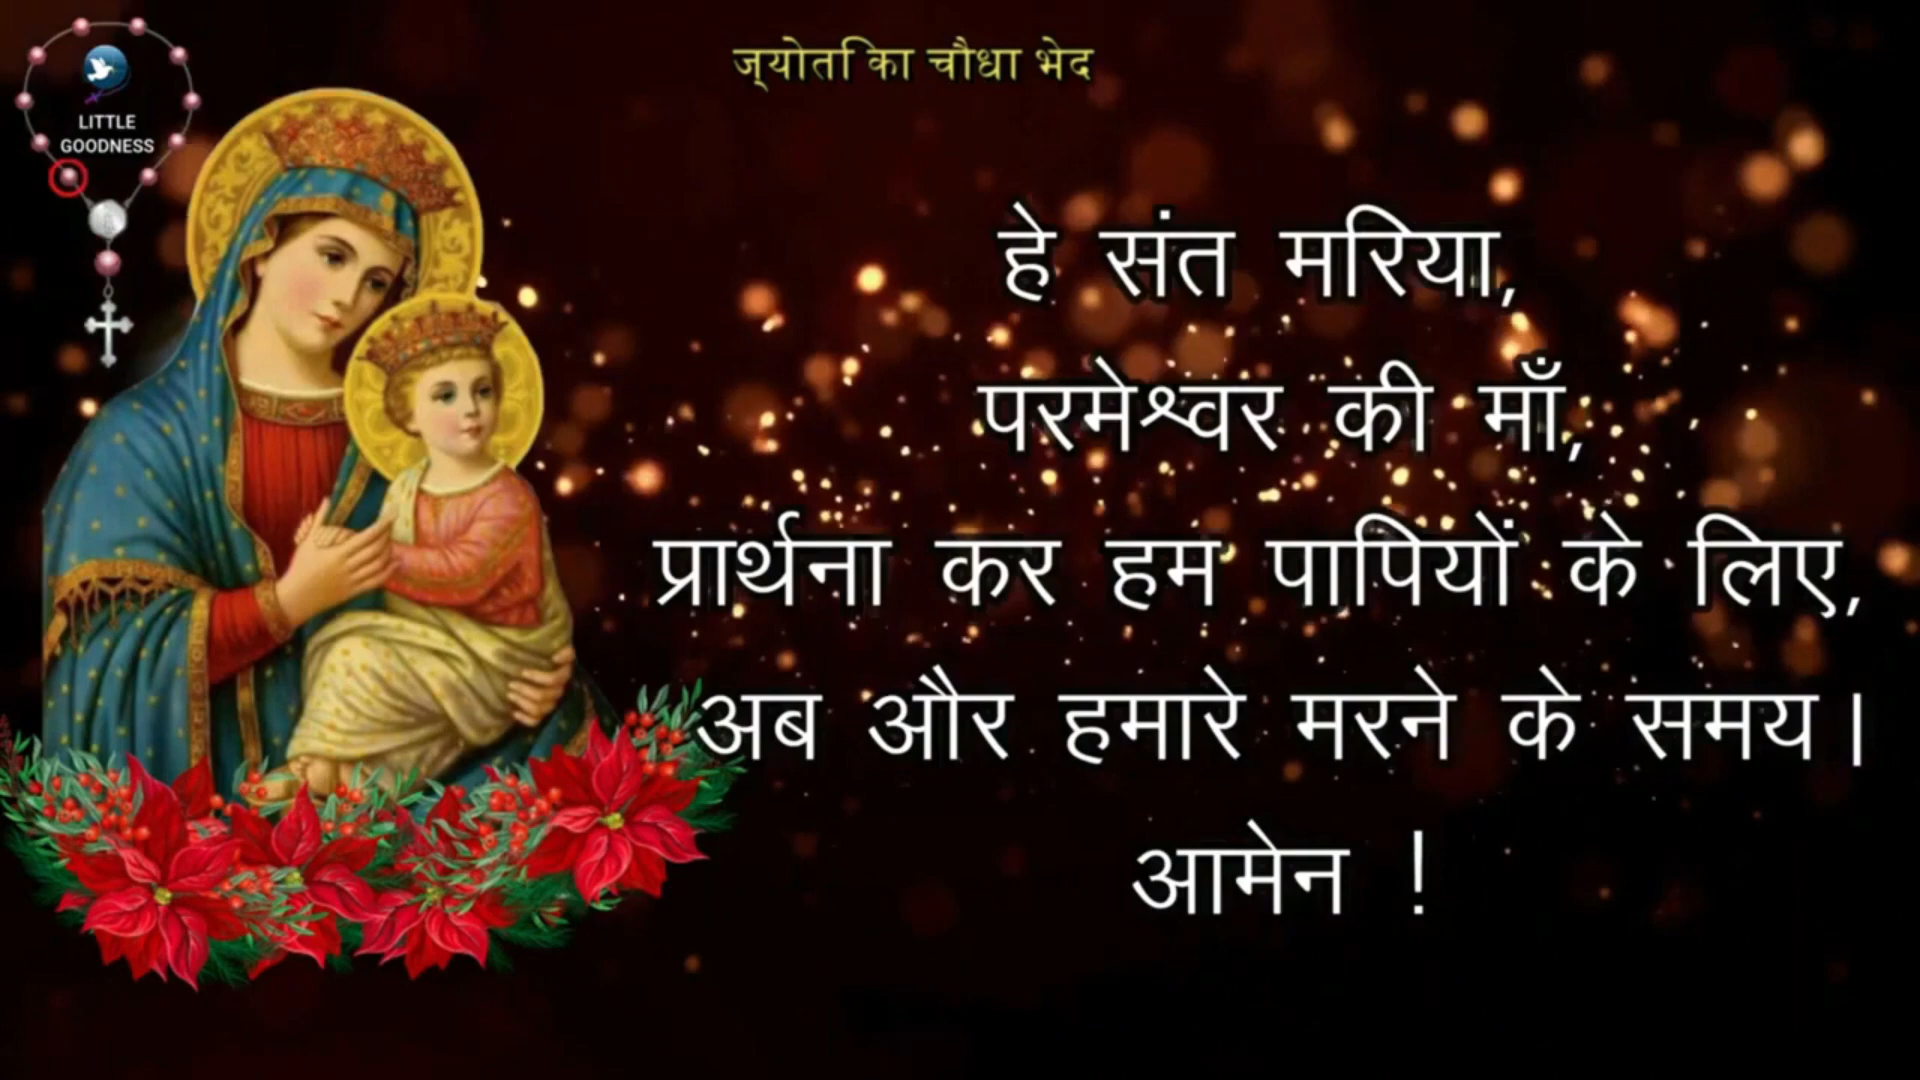 LITTLE
GOODNESS
ज्योति का चौधा भेद
हे संत मरिया,
परमेश्वर की माँ,
प्रार्थना कर हम पापियों के लिए,
अब और हमारे मरने के समय।
आमेन !